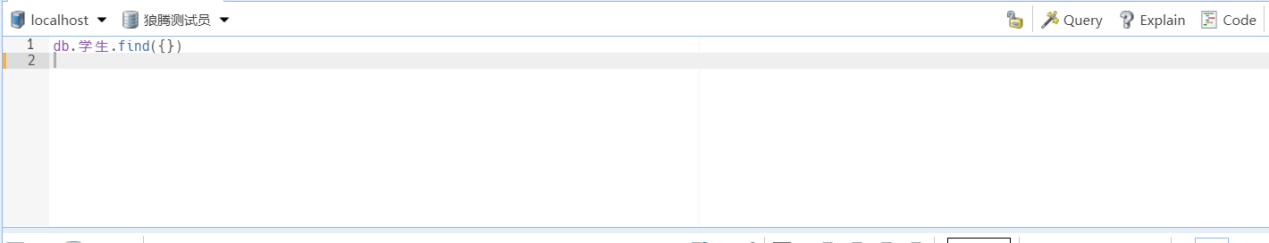 localhost 狼腾测试员 Query Explain Code
1 db.学生.find({})
2